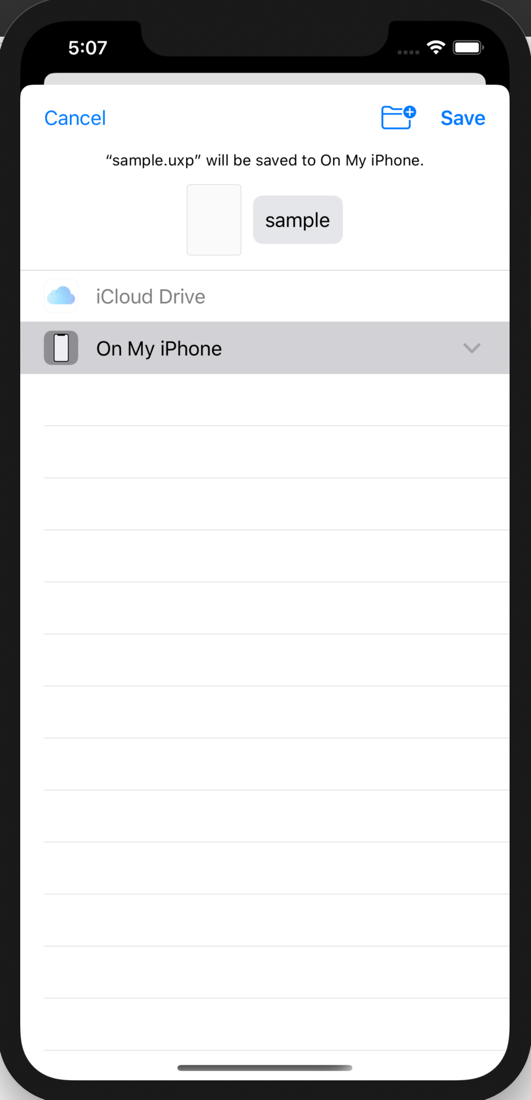 5:07
Cancel
Save
“sample.uxp” will be saved to On My iPhone.
sample
iCloud Drive
On My iPhone